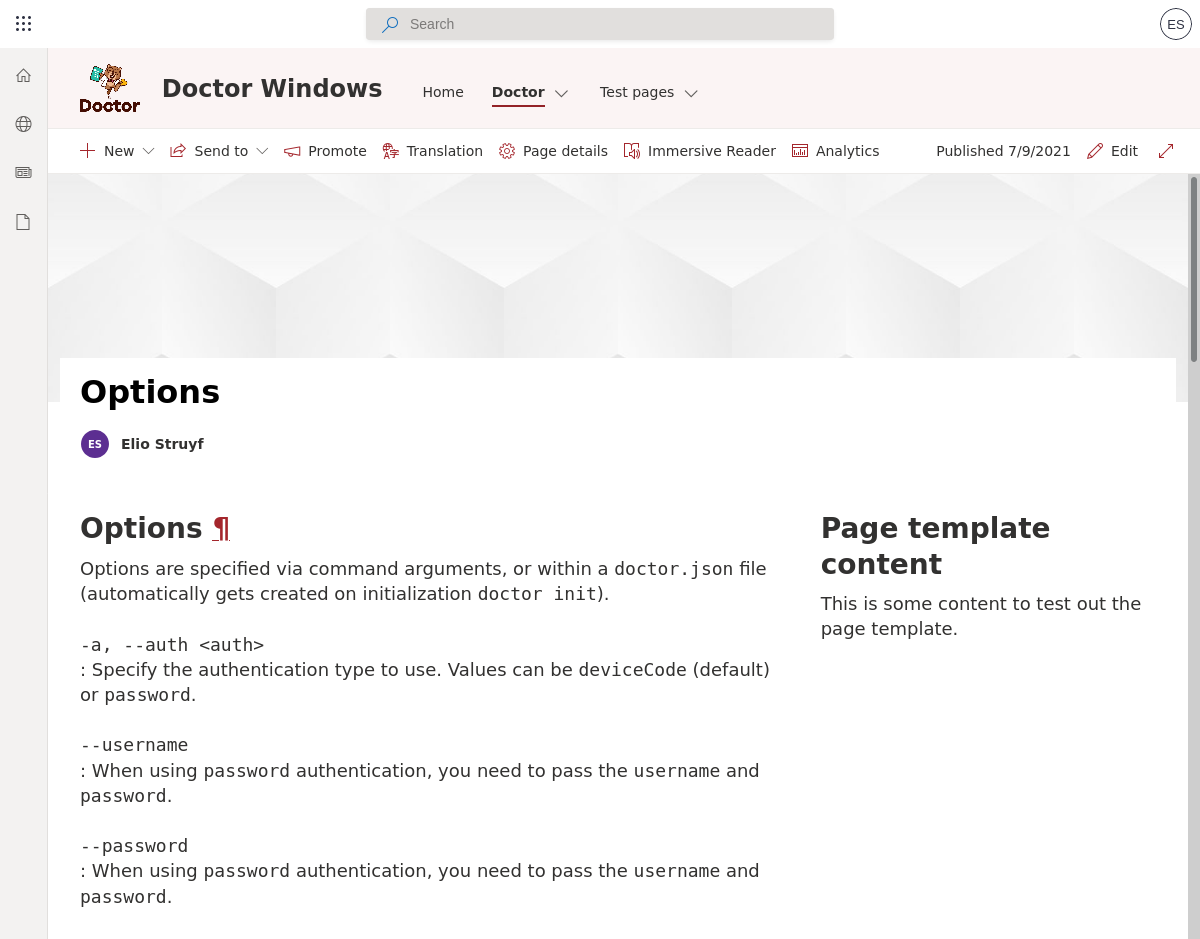 Search
ES
Doctor
Doctor Windows
Home
Doctor
Test pages
New
Send to
Promote
Translation
Page details
Immersive Reader
Analytics
Published 7/9/2021
Edit
Options
ES
Elio Struyf
Options ¶
Options are specified via command arguments, or within a doctor.json file
(automatically gets created on initialization doctor init).
-a, --auth <auth>
: Specify the authentication type to use. Values can be deviceCode (default)
or password.
--username
: When using password authentication, you need to pass the username and
password.
--password
: When using password authentication, you need to pass the username and
password.
Page template
content
This is some content to test out the
page template.